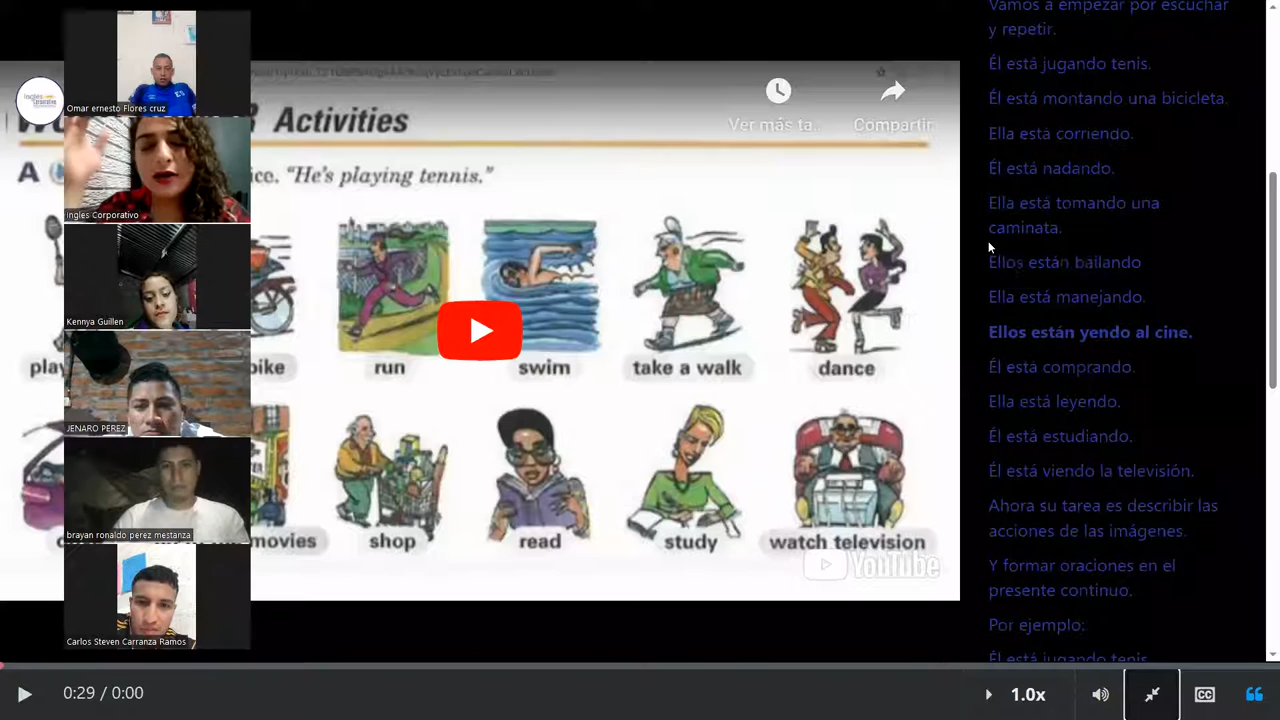 Vamos a empezar por escuchar
y repetir.
Él está jugando tenis.
Él está montando una bicicleta.
Ella está corriendo.
Él está nadando.
Ella está tomando una
caminata.
Ellos están bailando
Ella está manejando.
Ellos están yendo al cine.
Él está comprando.
Ella está leyendo.
Él está estudiando.
Él está viendo la televisión.
Ahora su tarea es describir las
acciones de las imágenes.
Y formar oraciones en el
presente continuo.
Por ejemplo:
Él está jugando tenis.
Omar ernesto Flores cruz
Ingles Corporativo
Kennya Guillen
JENARO PEREZ
brayan ronaldo perez mestanza
Carlos Steven Carranza Ramos
Activities
Ver más ta...
Compartir
A
"He's playing tennis."
run
swim
take a walk
dance
movies
shop
read
study
watch television
YouTube
0:29 / 0:00
1.0x
CC